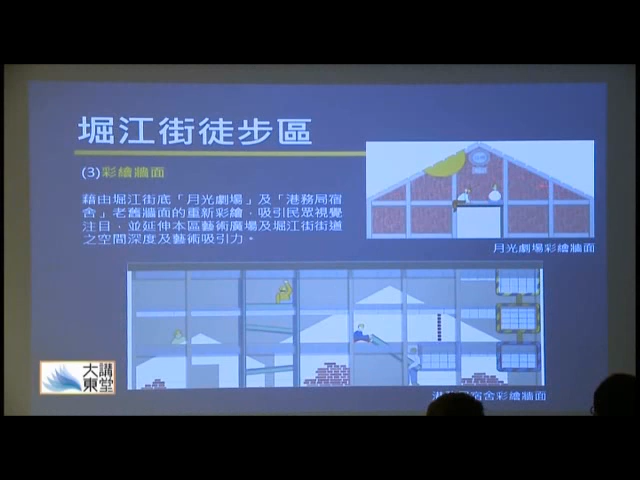 堀江街徒步區
(3)彩繪牆面
藉由堀江街底「月光劇場」及「港務局宿
舍」老舊牆面的重新彩繪，吸引民眾視覺
注目，並延伸本區藝術廣場及堀江街街道
之空間深度及藝術吸引力。
月光劇場彩繪牆面
港務局宿舍彩繪牆面
大東
講堂